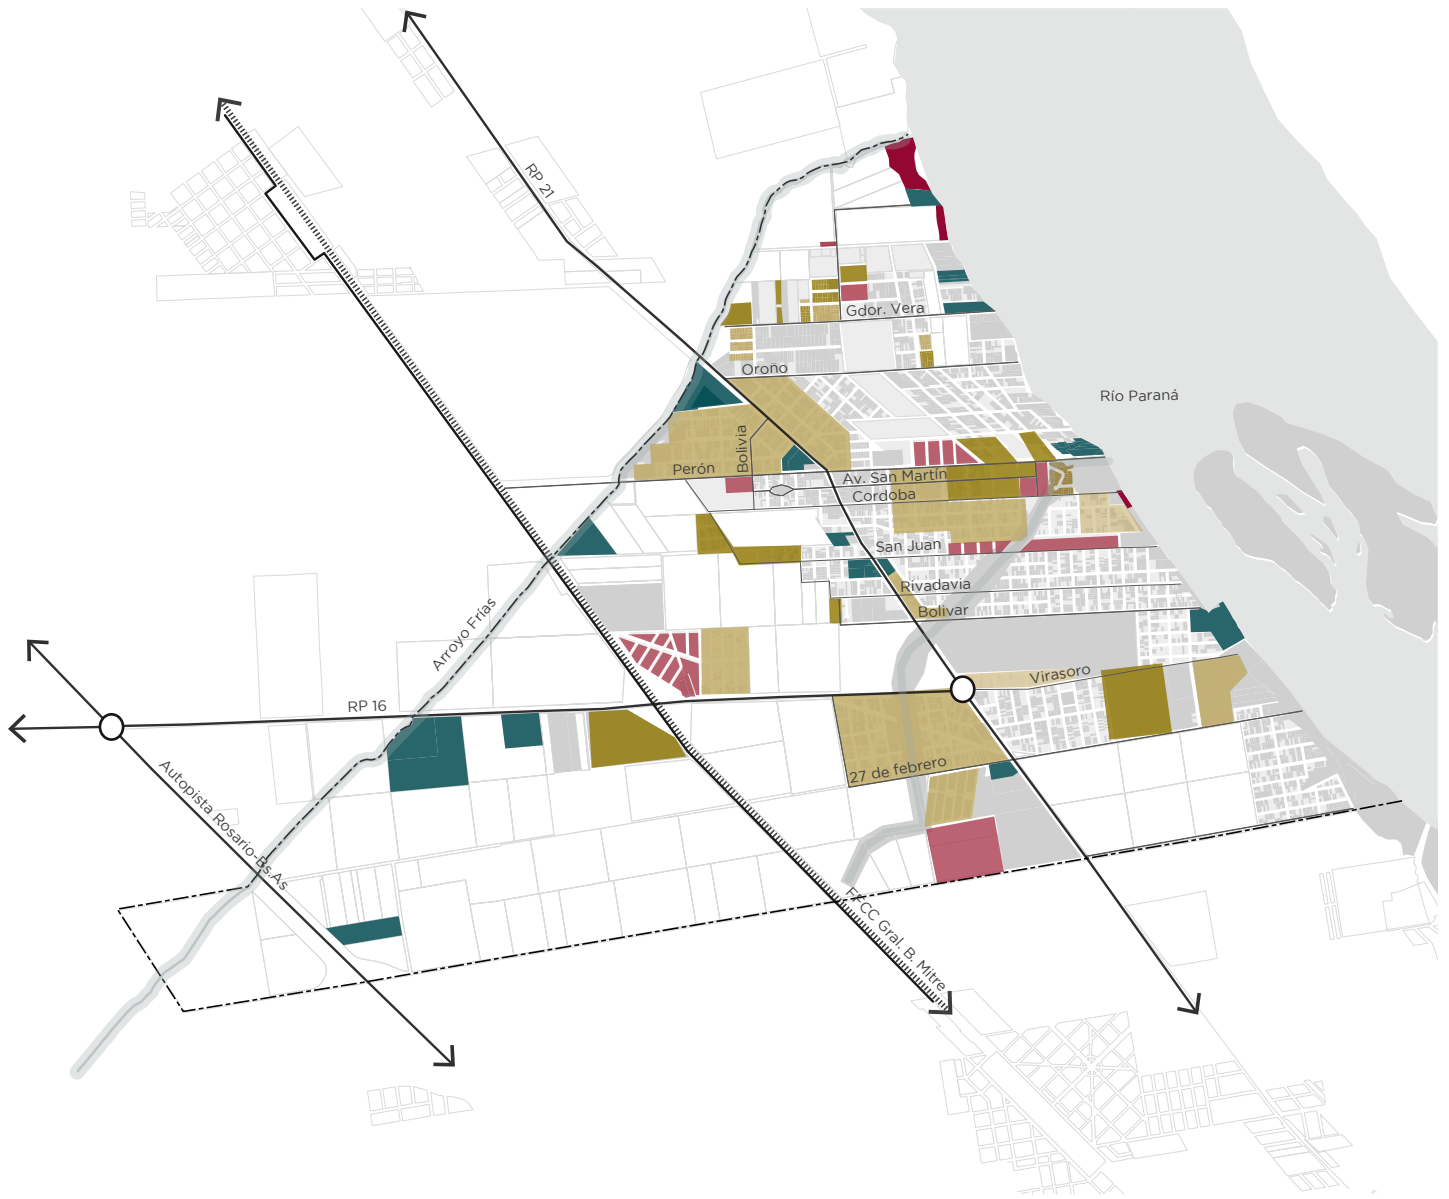 RP 21
Gdor. Vera
Oroño
Río Paraná
Bolivia
Perón
Av. San Martín
Cordoba
San Juan
Rivadavia
Bolivar
Arroyo Frías
Virasoro
RP 16
27 de febrero
Autopista Rosario-Bs.As
FFCC Gral. B. Mitre